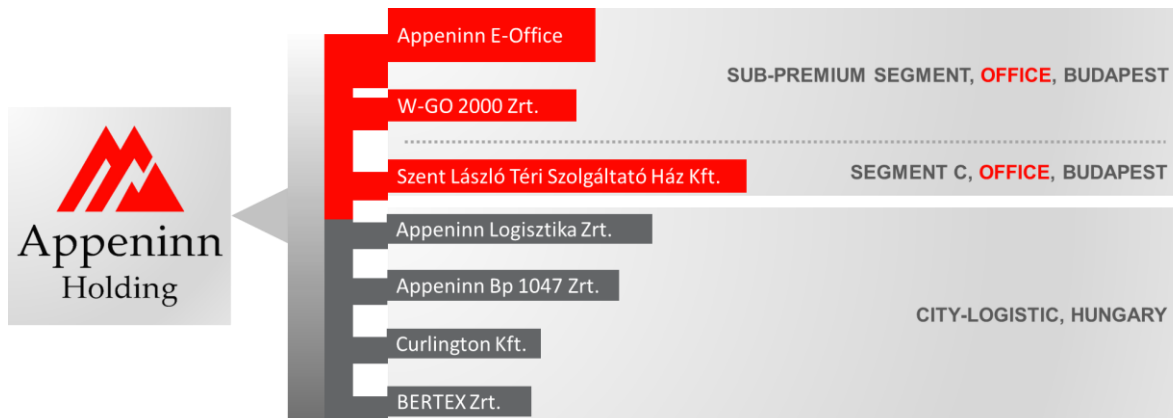 Appeninn
Holding
Appeninn E-Office
W-GO 2000 Zrt.
SUB-PREMIUM SEGMENT, OFFICE, BUDAPEST
Szent László Téri Szolgáltató Ház Kft.
SEGMENT C, OFFICE, BUDAPEST
Appeninn Logisztika Zrt.
Appeninn Bp 1047 Zrt.
Curlington Kft.
BERTEX Zrt.
CITY-LOGISTIC, HUNGARY